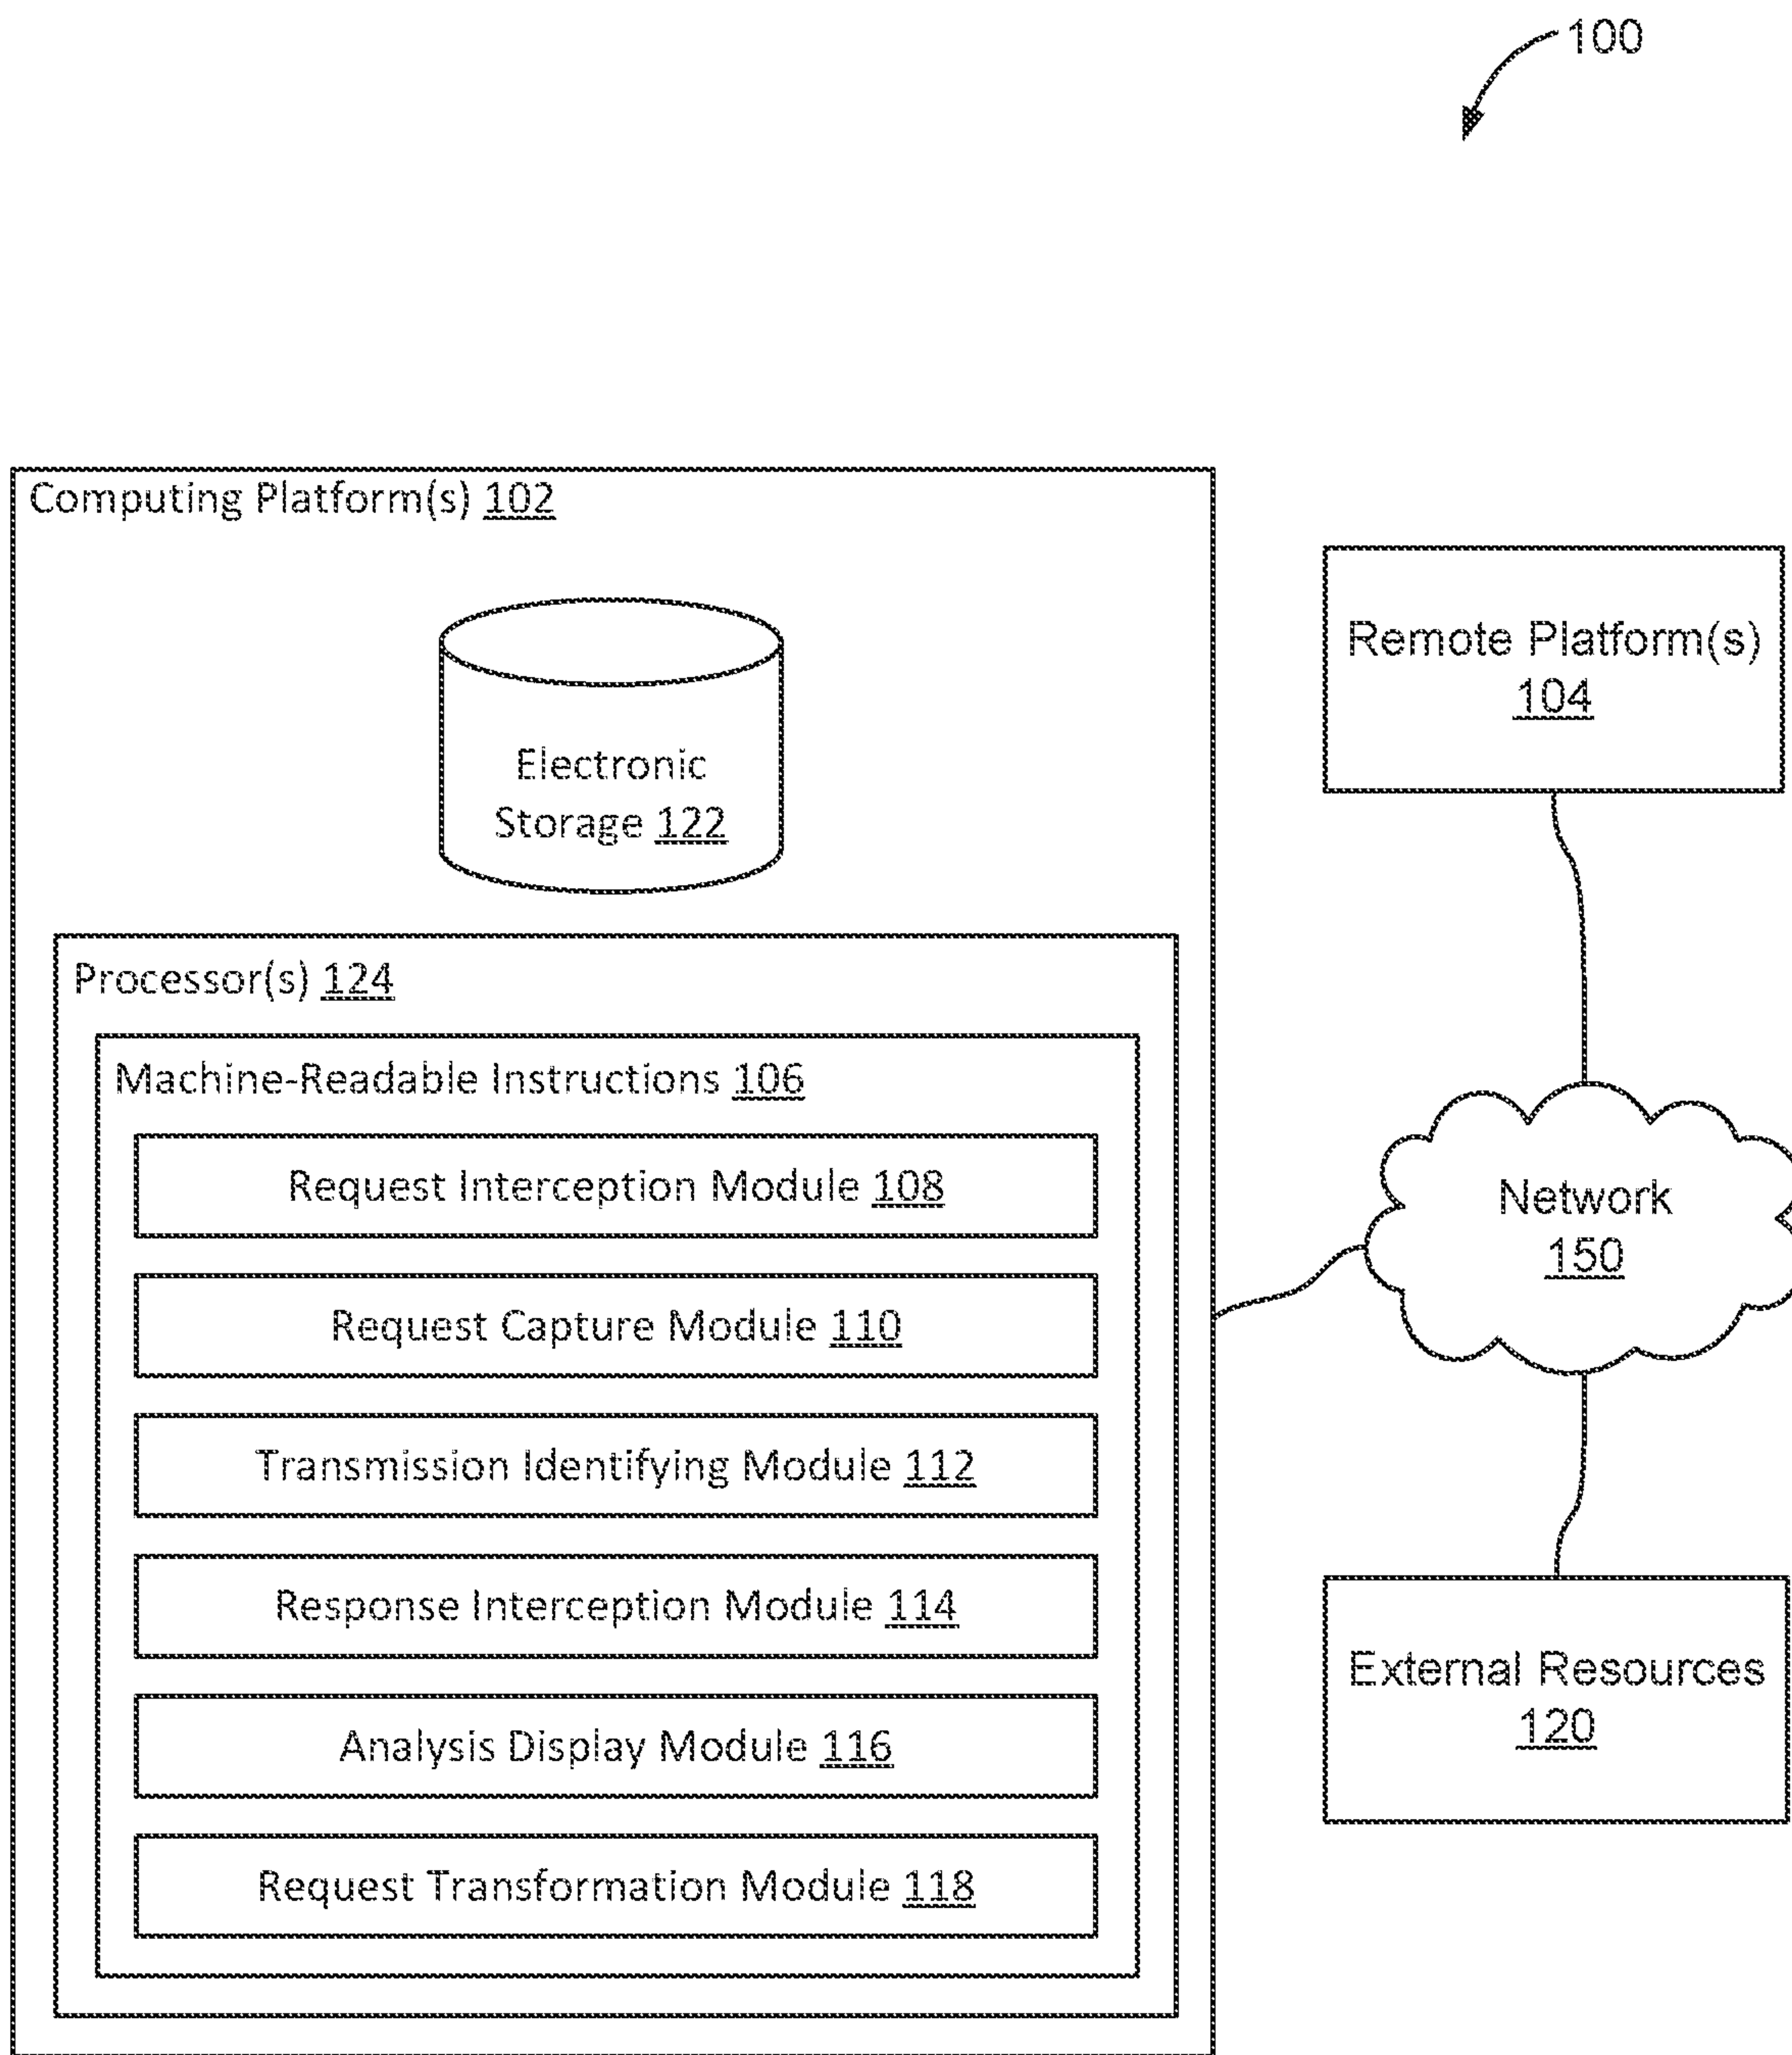 100
Computing Platform(s) 102
Electronic
Storage 122
Processor(s) 124
Machine-Readable Instructions 106
Request Interception Module 108
Request Capture Module 110
Transmission Identifying Module 112
Response Interception Module 114
Analysis Display Module 116
Request Transformation Module 118
Remote Platform(s)
104
Network
150
External Resources
120